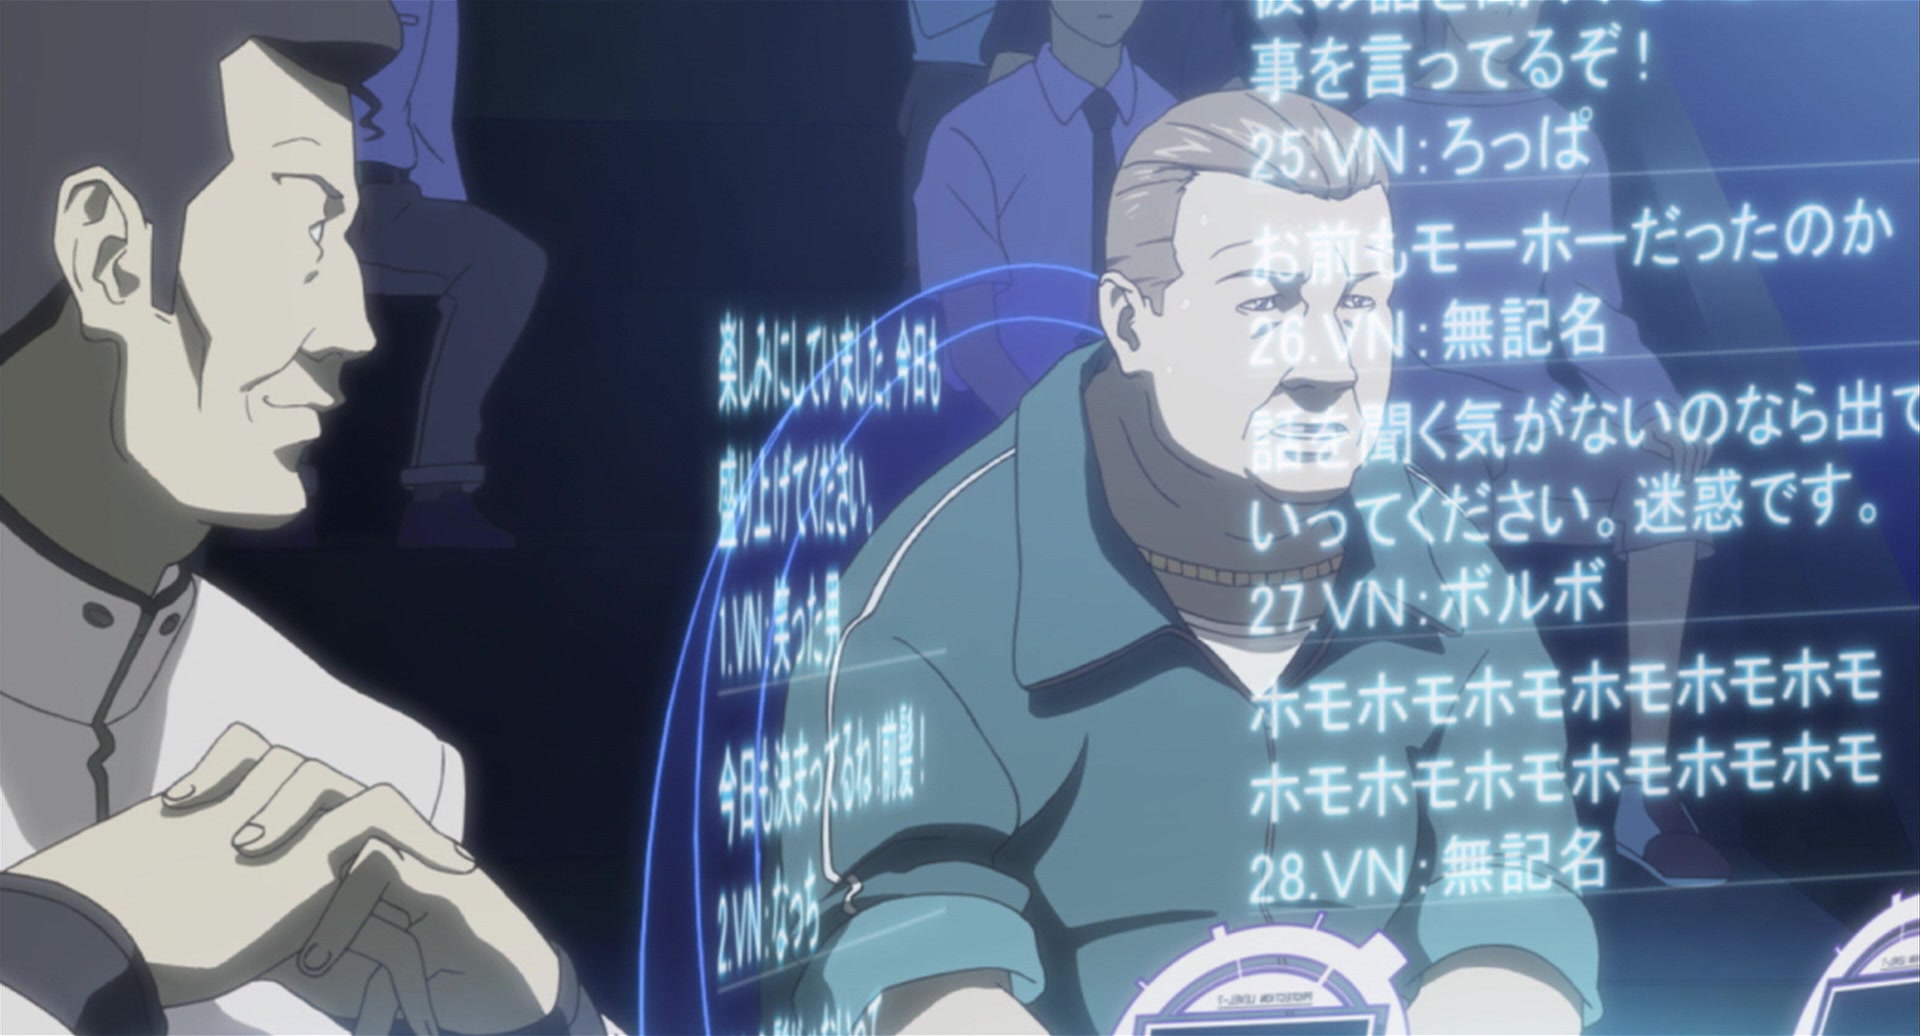 楽しみにしていました。今日も
盛り上げてください。
1.VN:笑った男
今日も決まってるね!前髪!
2.VN:なっち
事を言ってるぞ!
25.VN:ろっぱ
お前もモーホーだったのか
26.VN:無記名
話を聞く気がないのなら出て
いってください。迷惑です。
27.VN:ボルボ
ホモホモホモホモホモホモ
ホモホモホモホモホモホモ
28.VN:無記名